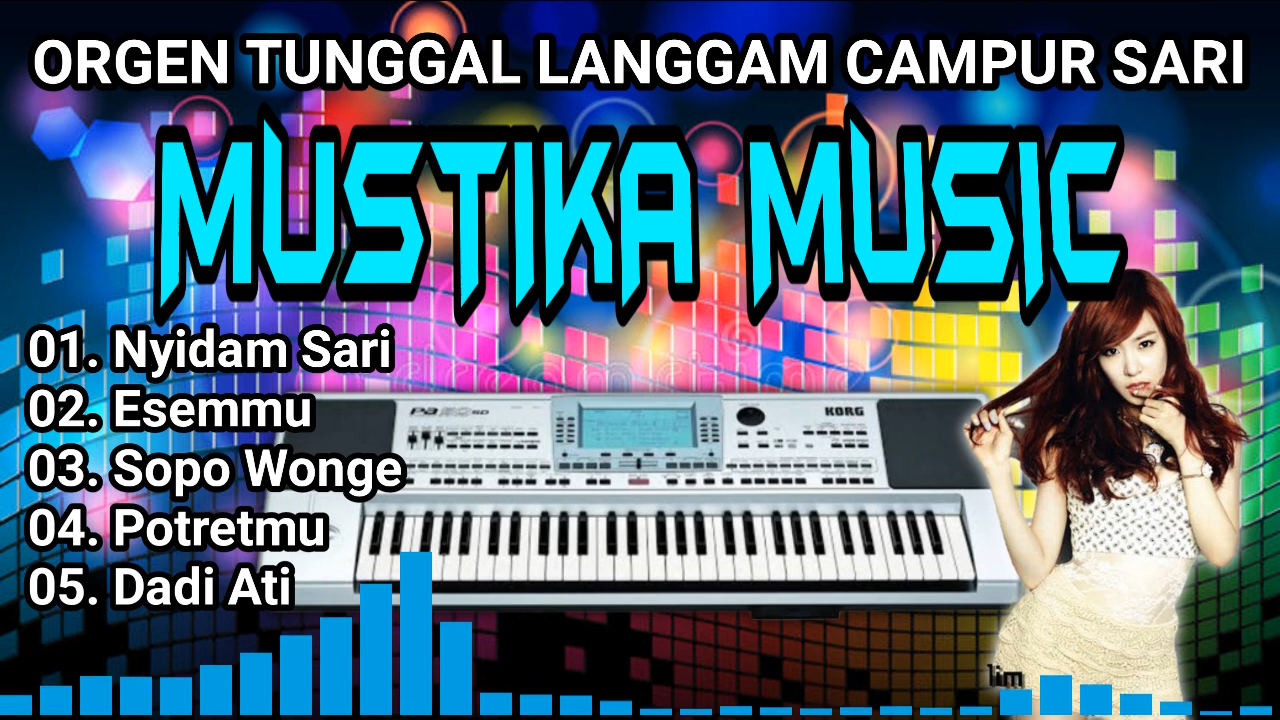 ORGEN TUNGGAL LANGGAM CAMPUR SARI
MUSTIKA MUSIC
01. Nyidam Sari
02. Esemmu
03. Sopo Wonge
04. Potretmu
05. Dadi Ati
KORG
lim